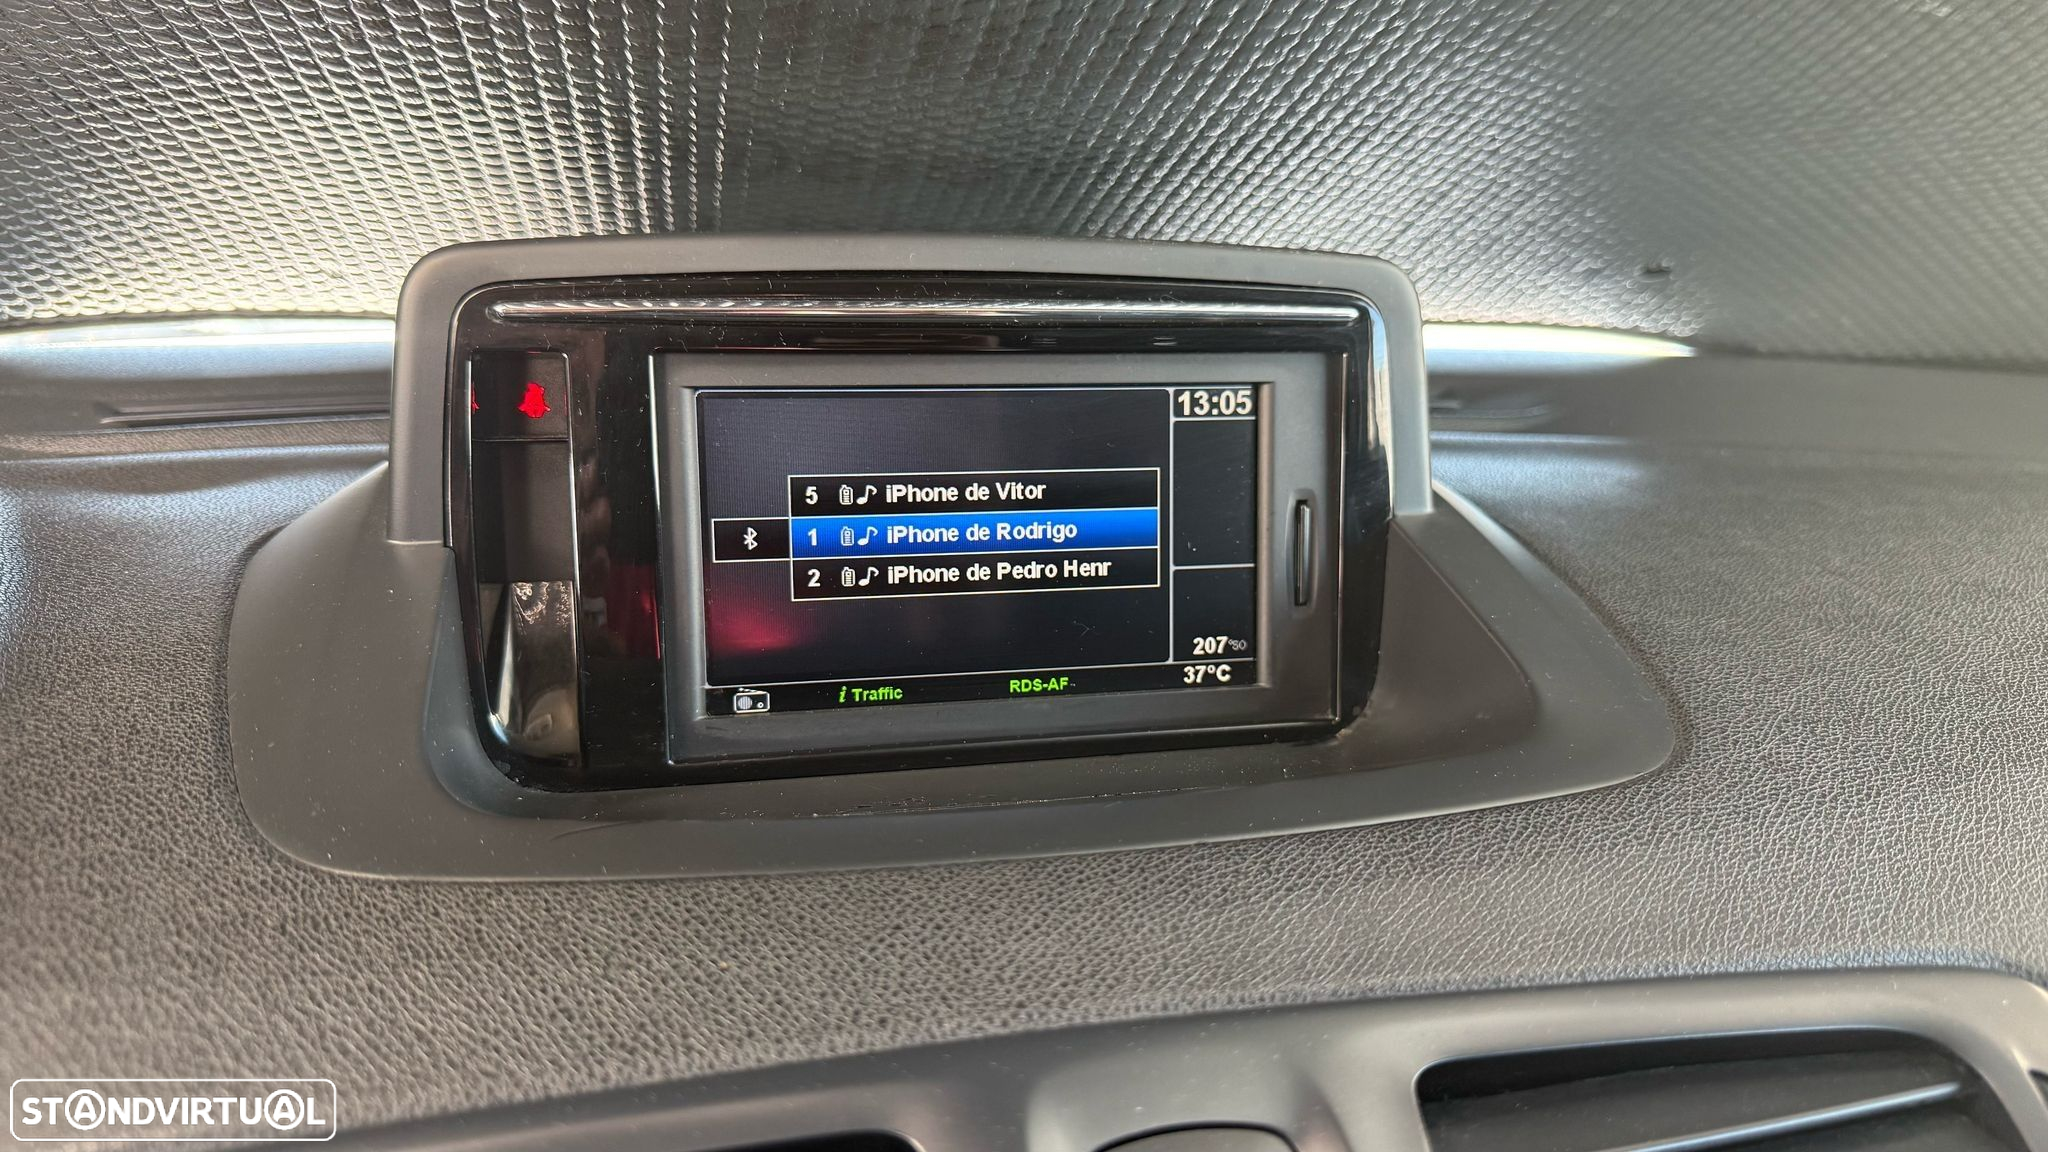 13:05
5 iPhone de Vitor
1 iPhone de Rodrigo
2 iPhone de Pedro Henr
207
37°C
i Traffic
RDS-AF
STANDVIRTUAL